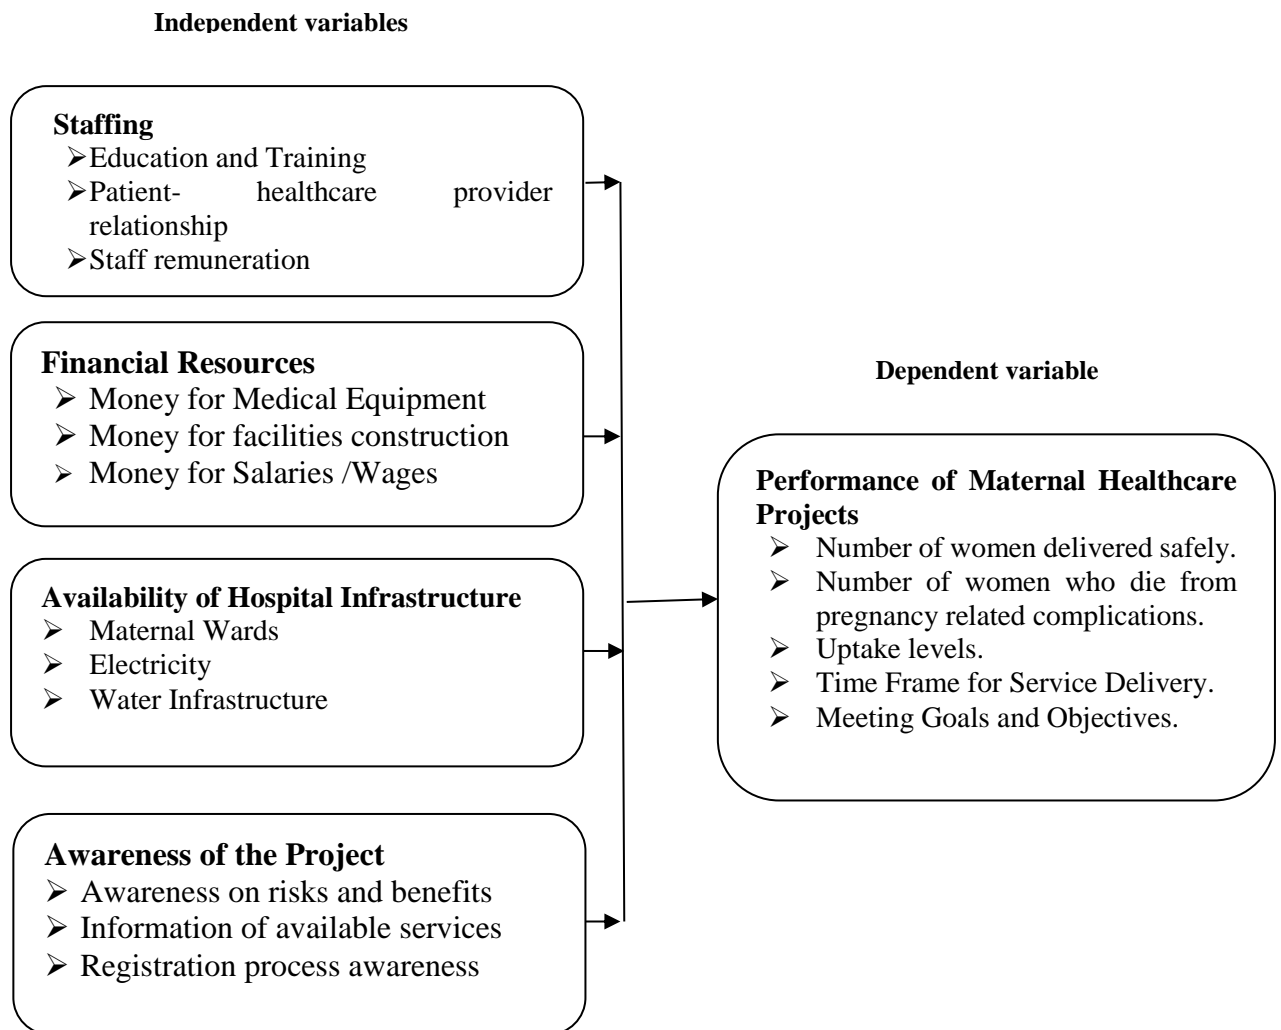 Independent variables
Staffing
➢Education and Training
➢Patient- healthcare provider
relationship
➢Staff remuneration
Financial Resources
➢ Money for Medical Equipment
➢ Money for facilities construction
➢ Money for Salaries /Wages
Availability of Hospital Infrastructure
➢ Maternal Wards
➢ Electricity
➢ Water Infrastructure
Awareness of the Project
➢ Awareness on risks and benefits
➢ Information of available services
➢ Registration process awareness
Dependent variable
Performance of Maternal Healthcare
Projects
➢ Number of women delivered safely.
➢ Number of women who die from
pregnancy related complications.
➢ Uptake levels.
➢ Time Frame for Service Delivery.
➢ Meeting Goals and Objectives.